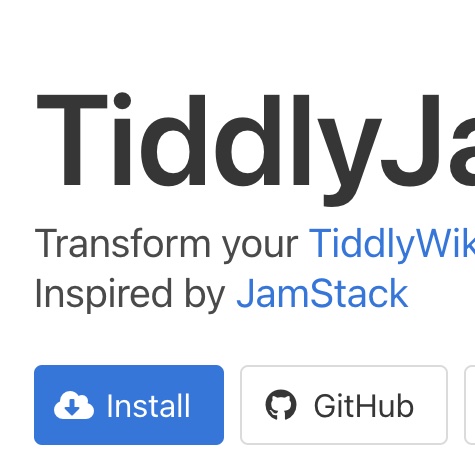 TiddlyJa
Transform your TiddlyWik
Inspired by JamStack
Install GitHub